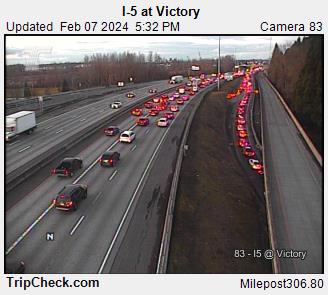 I-5 at Victory
Updated Feb 07 2024 5:32 PM Camera 83
N
83 - I5 @ Victory
TripCheck.com Milepost306.80